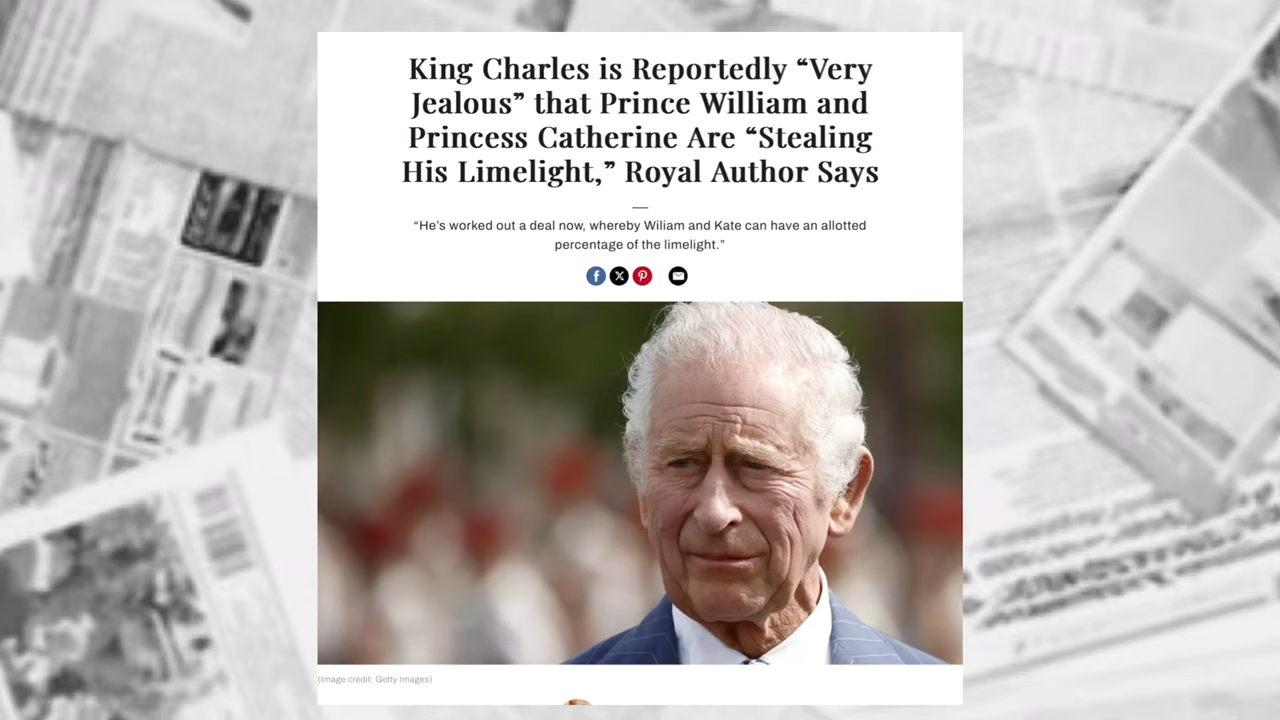 King Charles is Reportedly “Very
Jealous” that Prince William and
Princess Catherine Are “Stealing
His Limelight,” Royal Author Says
“He’s worked out a deal now, whereby Wiliam and Kate can have an allotted
percentage of the limelight.”
(Image credit: Getty Images)